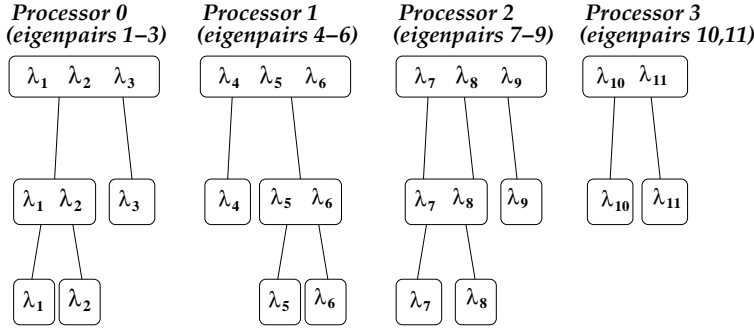 Processor 0 Processor 1 Processor 2 Processor 3
(eigenpairs 1–3) (eigenpairs 4–6) (eigenpairs 7–9) (eigenpairs 10,11)
λ1 λ2 λ3 λ4 λ5 λ6 λ7 λ8 λ9 λ10 λ11
λ1 λ2 λ3 λ4 λ5 λ6 λ7 λ8 λ9 λ10 λ11
λ1 λ2 λ5 λ6 λ7 λ8